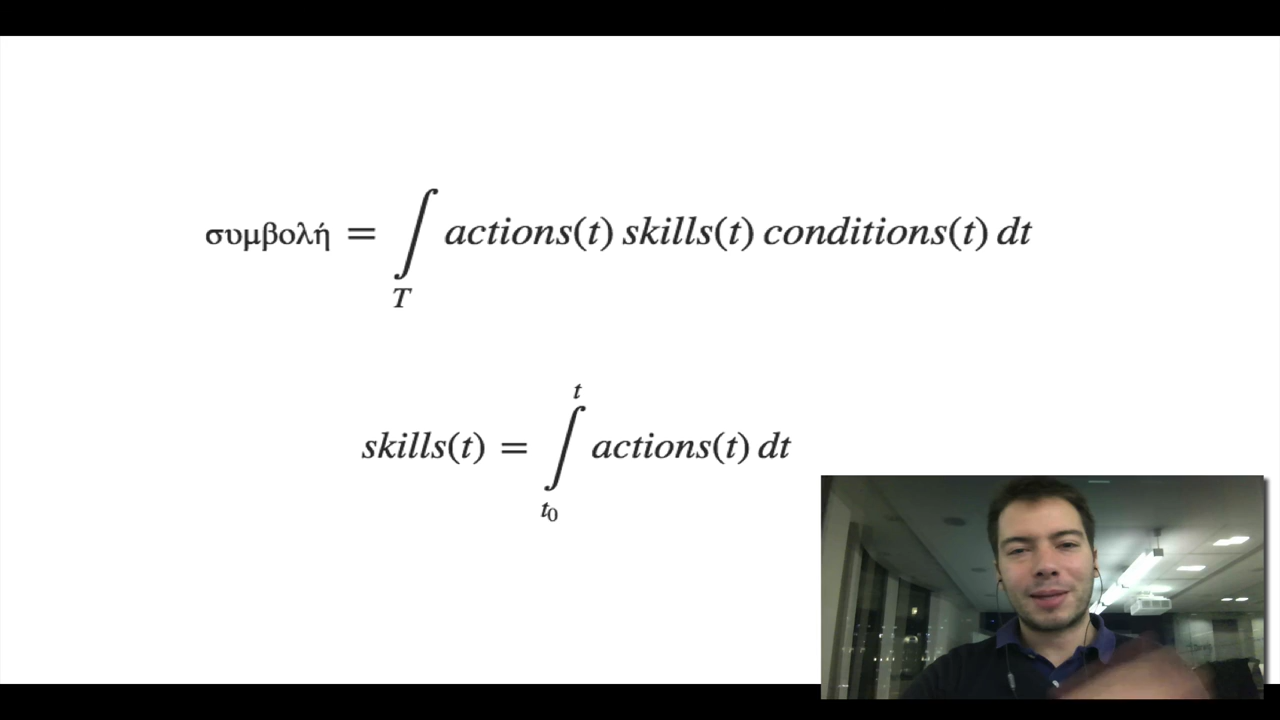 συμβολή = ∫_T actions(t) skills(t) conditions(t) dt
skills(t) = ∫_{t₀}^{t} actions(t) dt